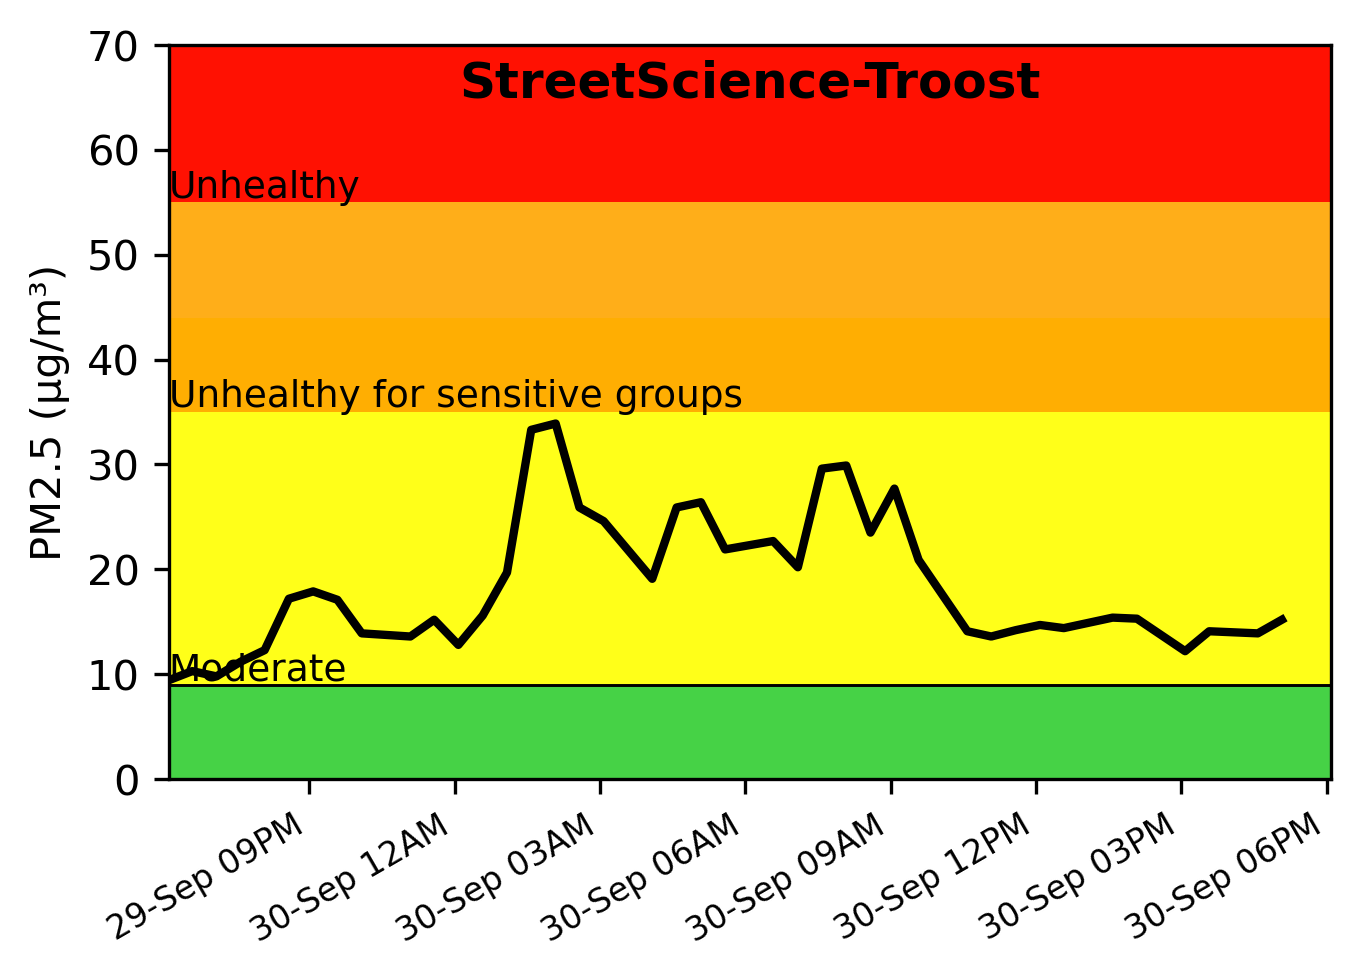 StreetScience-Troost
70
60
50
40
30
20
10
0
PM2.5 (µg/m³)
Unhealthy
Unhealthy for sensitive groups
Moderate
29-Sep 09PM
30-Sep 12AM
30-Sep 03AM
30-Sep 06AM
30-Sep 09AM
30-Sep 12PM
30-Sep 03PM
30-Sep 06PM